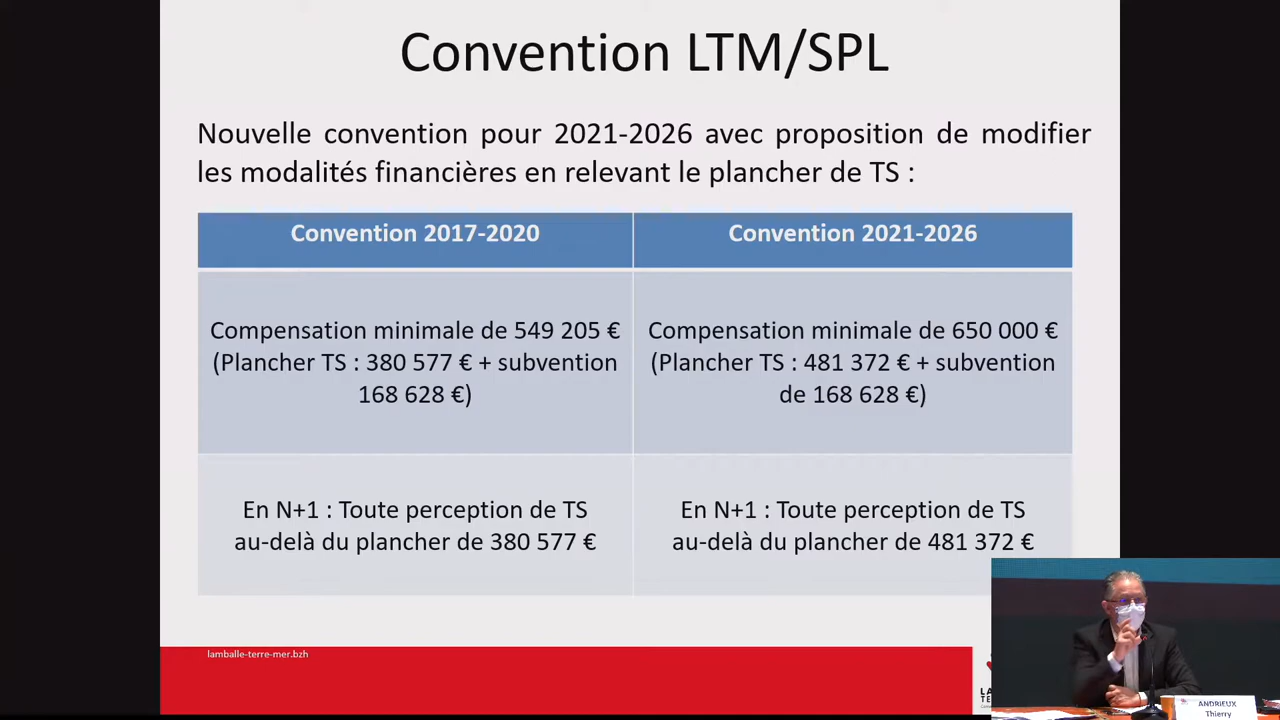 Convention LTM/SPL
Nouvelle convention pour 2021-2026 avec proposition de modifier
les modalités financières en relevant le plancher de TS :
Convention 2017-2020
Convention 2021-2026
Compensation minimale de 549 205 €
(Plancher TS : 380 577 € + subvention
168 628 €)
Compensation minimale de 650 000 €
(Plancher TS : 481 372 € + subvention
de 168 628 €)
En N+1 : Toute perception de TS
au-delà du plancher de 380 577 €
En N+1 : Toute perception de TS
au-delà du plancher de 481 372 €
lamballe-terre-mer.bzh
ANDRIEUX
Thierry